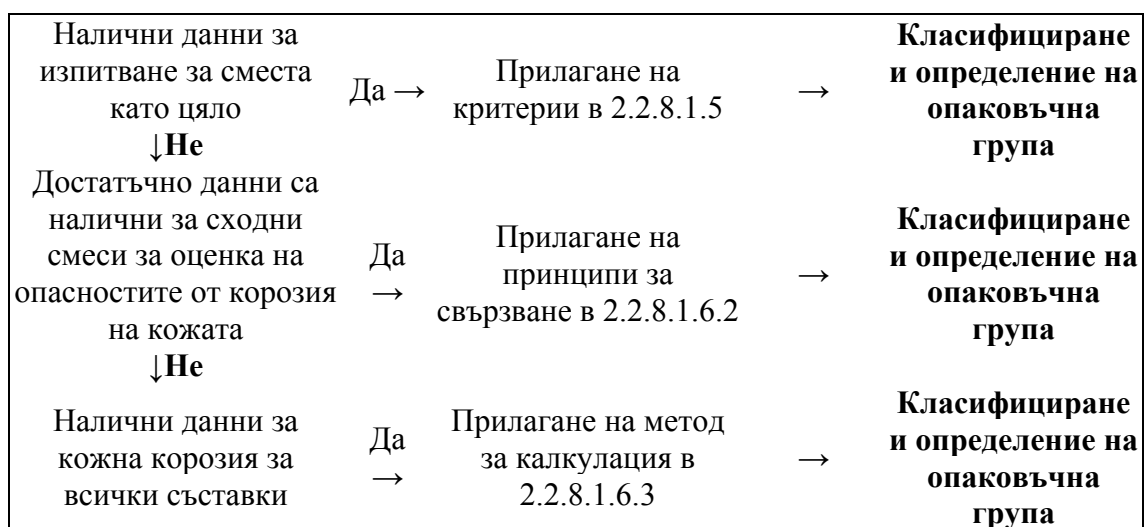 Налични данни за
изпитване за сместа
като цяло
Да →
Прилагане на
критерии в 2.2.8.1.5
→
Класифициране
и определение на
опаковъчна
група
↓Не
Достатъчно данни са
налични за сходни
смеси за оценка на
опасностите от корозия
на кожата
Да
→
Прилагане на
принципи за
свързване в 2.2.8.1.6.2
→
Класифициране
и определение на
опаковъчна
група
↓Не
Налични данни за
кожна корозия за
всички съставки
Да
→
Прилагане на метод
за калкулация в
2.2.8.1.6.3
→
Класифициране
и определение на
опаковъчна
група